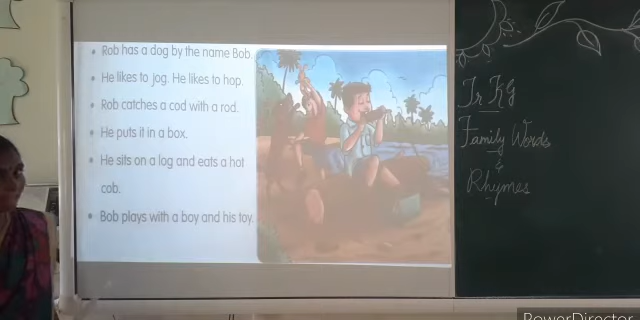 Rob has a dog by the name Bob.
He likes to jog. He likes to hop.
Rob catches a cod with a rod.
He puts it in a box.
He sits on a log and eats a hot
cob.
Bob plays with a boy and his toy.
Jr KG
Family Words
&
Rhymes
PowerDirector